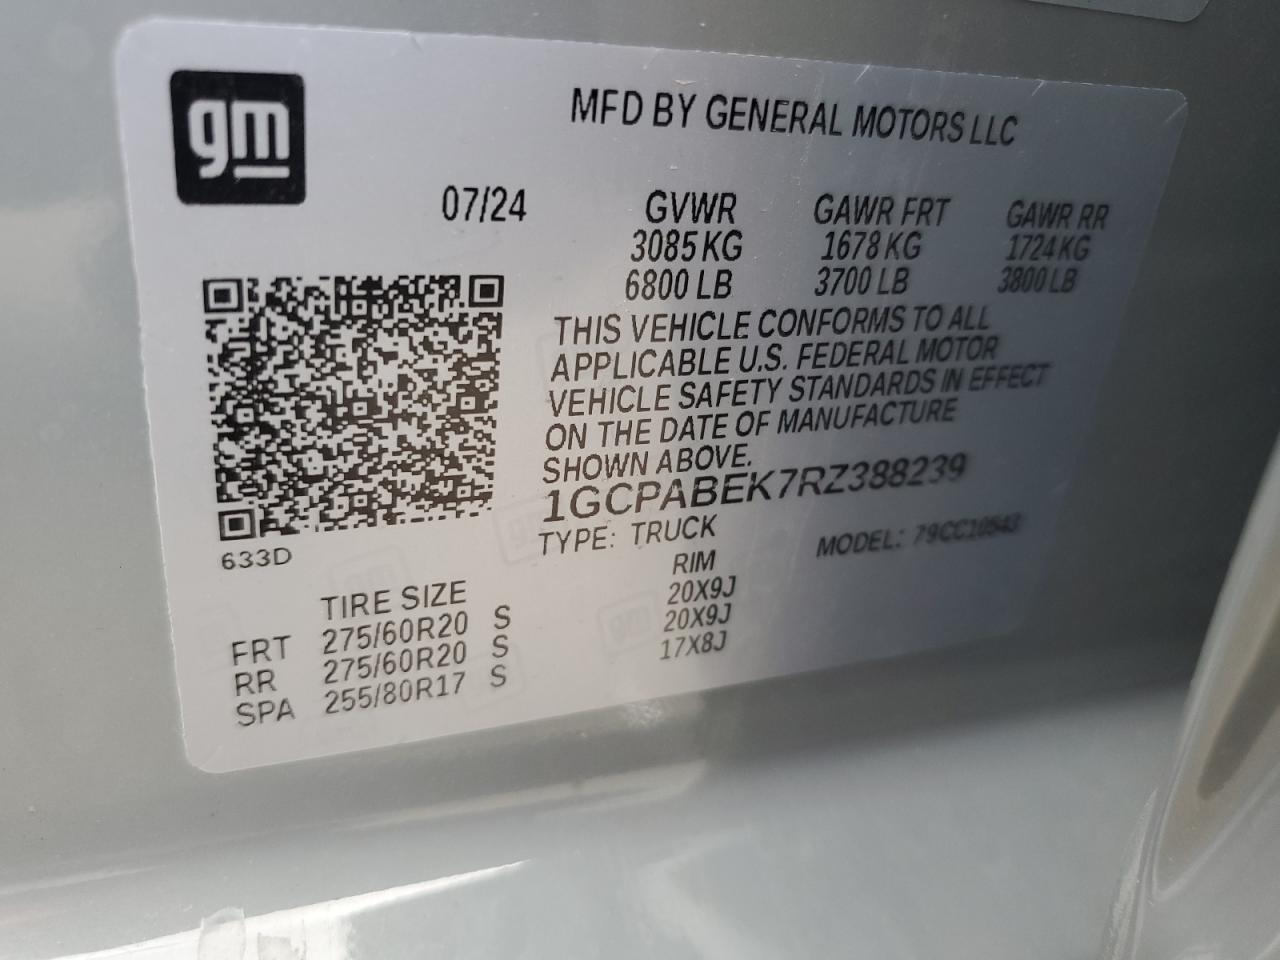 gm
MFD BY GENERAL MOTORS LLC
07/24 GVWR GAWR FRT GAWR RR
3085 KG 1678 KG 1724 KG
6800 LB 3700 LB 3800 LB
THIS VEHICLE CONFORMS TO ALL
APPLICABLE U.S. FEDERAL MOTOR
VEHICLE SAFETY STANDARDS IN EFFECT
ON THE DATE OF MANUFACTURE
SHOWN ABOVE.
1GCPABEK7RZ388239
633D
TYPE: TRUCK MODEL: 79CC10543
TIRE SIZE RIM
FRT 275/60R20 S 20X9J
RR 275/60R20 S 20X9J
SPA 255/80R17 S 17X8J